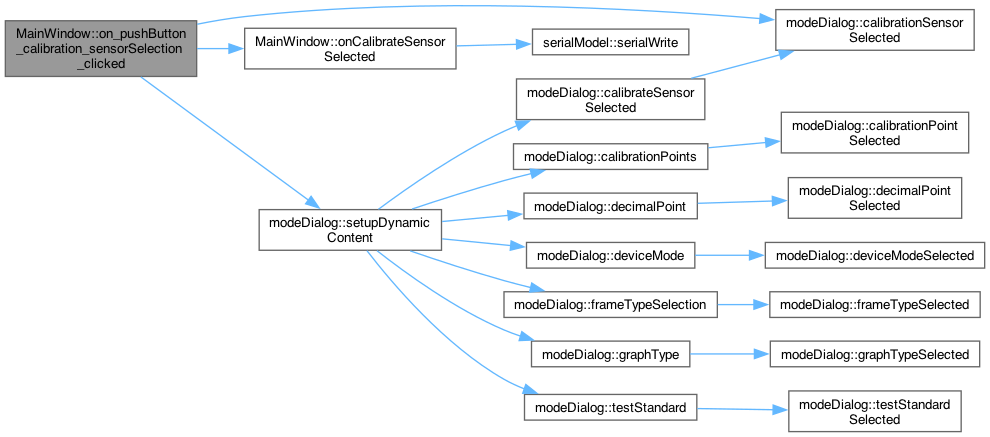 MainWindow::on_pushButton
_calibration_sensorSelection
_clicked
MainWindow::onCalibrateSensor
Selected
serialModel::serialWrite
modeDialog::calibrationSensor
Selected
modeDialog::setupDynamic
Content
modeDialog::calibrateSensor
Selected
modeDialog::calibrationPoints
modeDialog::calibrationPoint
Selected
modeDialog::decimalPoint
modeDialog::decimalPoint
Selected
modeDialog::deviceMode
modeDialog::deviceModeSelected
modeDialog::frameTypeSelection
modeDialog::frameTypeSelected
modeDialog::graphType
modeDialog::graphTypeSelected
modeDialog::testStandard
modeDialog::testStandard
Selected